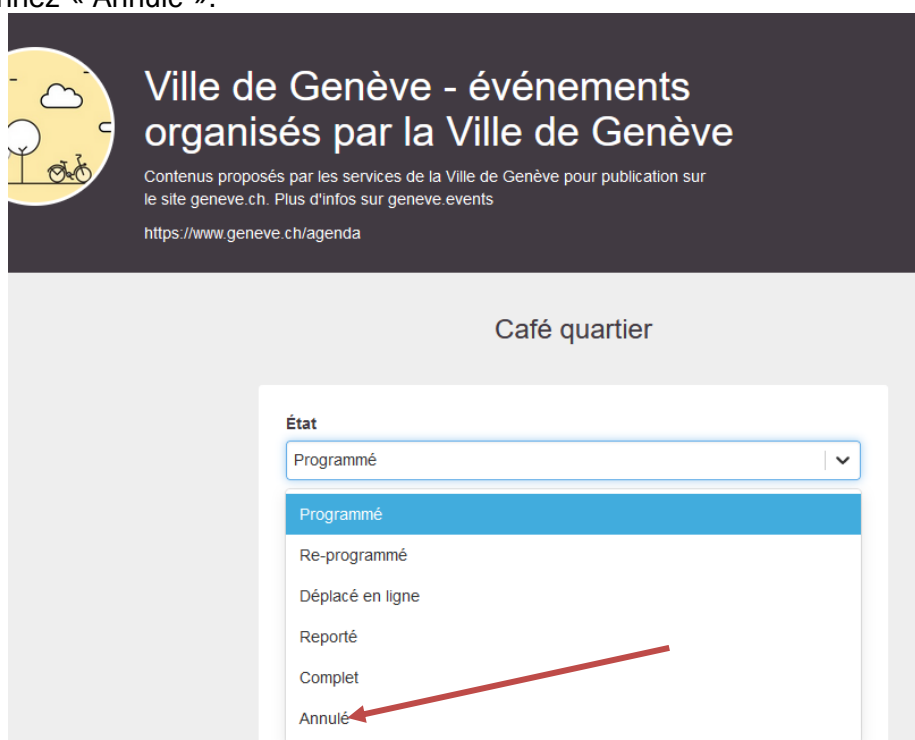 « Annulé ».
Ville de Genève - événements
organisés par la Ville de Genève
Contenus proposés par les services de la Ville de Genève pour publication sur
le site geneve.ch. Plus d'infos sur geneve.events
https://www.geneve.ch/agenda
Café quartier
État
Programmé
Programmé
Re-programmé
Déplacé en ligne
Reporté
Complet
Annulé